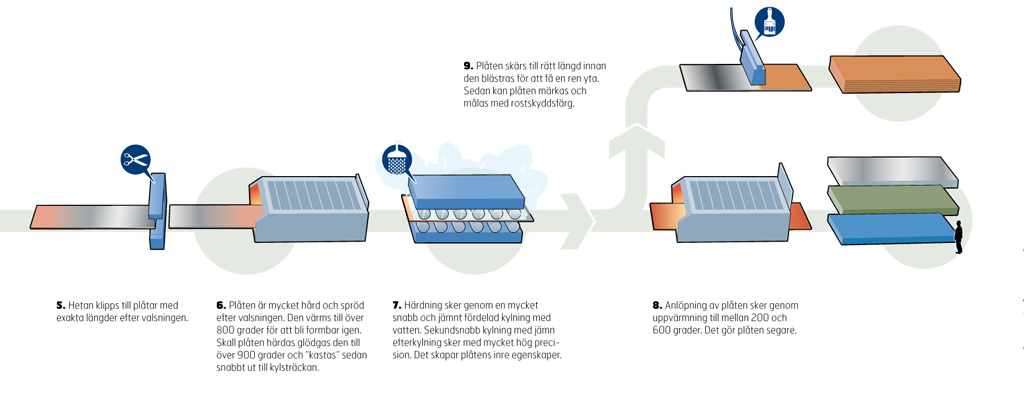 9. Plåten skärs till rätt längd innan
den blästras för att få en ren yta.
Sedan kan plåten märkas och
målas med rostskyddsfärg.
5. Hetan klipps till plåtar med
exakta längder efter valsningen.
6. Plåten är mycket hård och spröd
efter valsningen. Den värms till över
800 grader för att bli formbar igen.
Skall plåten härdas glödgas den till
över 900 grader och "kastas" sedan
snabbt ut till kylsträckan.
7. Härdning sker genom en mycket
snabb och jämnt fördelad kylning med
vatten. Sekundsnabb kylning med jämn
efterkylning sker med mycket hög preci-
sion. Det skapar plåtens inre egenskaper.
8. Anlöpning av plåten sker genom
uppvärmning till mellan 200 och
600 grader. Det gör plåten segare.